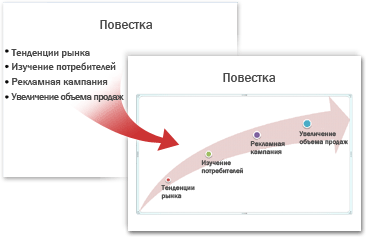 Повестка
• Тенденции рынка
• Изучение потребителей
• Рекламная кампания
• Увеличение объема продаж
Повестка
Увеличение
объема продаж
Рекламная
кампания
Изучение
потребителей
Тенденции
рынка